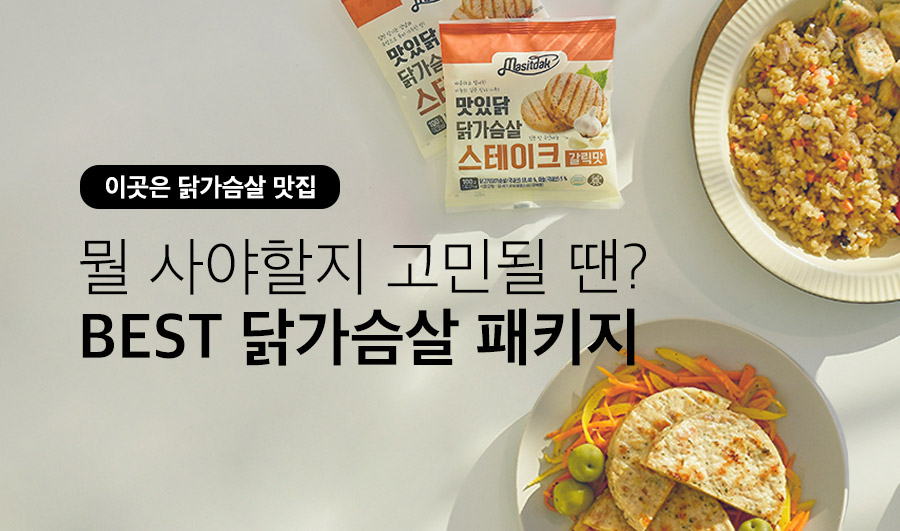 Masitdak
맛있닭
닭가슴살
스테이크 갈릭맛
맛있닭
닭가슴살
이곳은 닭가슴살 맛집
뭘 사야할지 고민될 땐?
BEST 닭가슴살 패키지